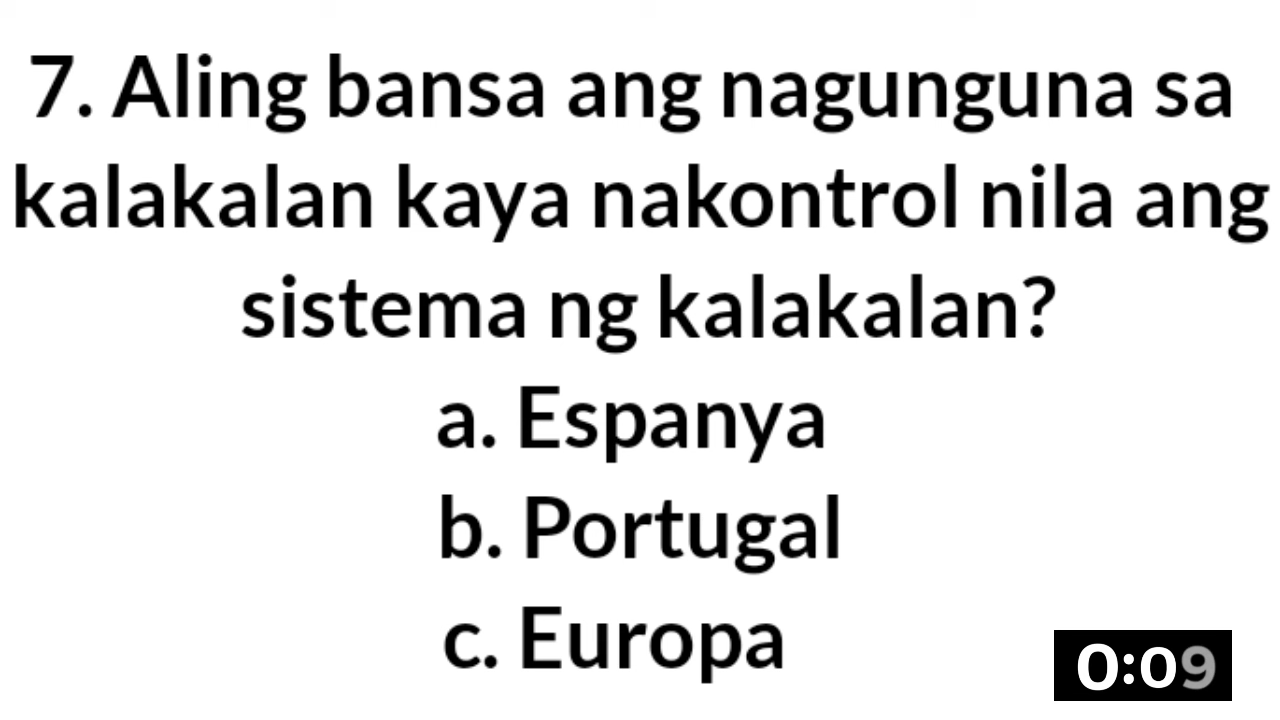 7. Aling bansa ang nagunguna sa
kalakalan kaya nakontrol nila ang
sistema ng kalakalan?
a. Espanya
b. Portugal
c. Europa
0:09